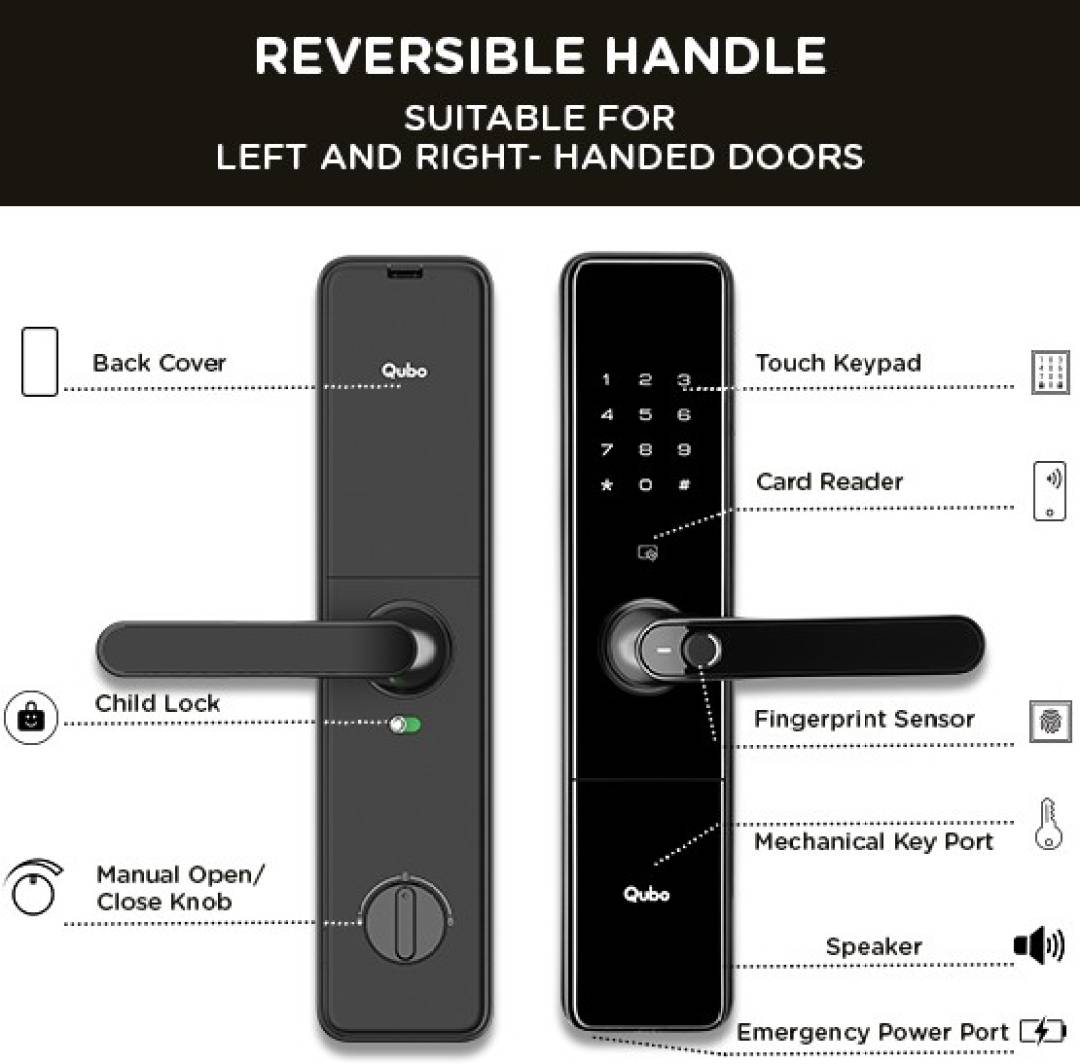 REVERSIBLE HANDLE
SUITABLE FOR
LEFT AND RIGHT- HANDED DOORS
Back Cover
Qubo
Child Lock
Manual Open/
Close Knob
1 2 3
4 5 6
7 8 9
* 0 #
Touch Keypad
Card Reader
Fingerprint Sensor
Mechanical Key Port
Qubo
Speaker
Emergency Power Port